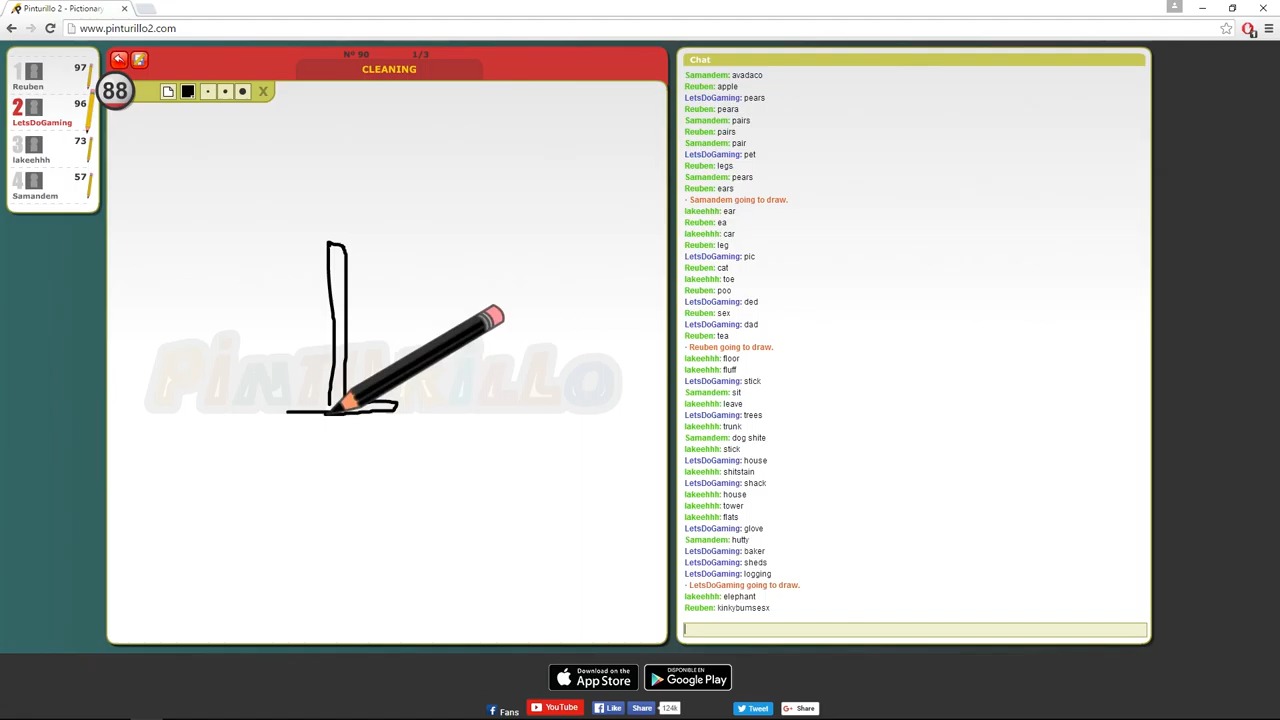 Pinturillo 2 - Pictionary
www.pinturillo2.com
1
97
Reuben
2
96
LetsDoGaming
3
73
lakeehhh
4
57
Samandem
88
Nº 90 1/3
CLEANING
X
PiNTURiLLO
Chat
Samandem: avadaco
Reuben: apple
LetsDoGaming: pears
Reuben: peara
Samandem: pairs
Reuben: pairs
Samandem: pair
LetsDoGaming: pet
Reuben: legs
Samandem: pears
Reuben: ears
· Samandem going to draw.
lakeehhh: ear
Reuben: ea
lakeehhh: car
Reuben: leg
LetsDoGaming: pic
Reuben: cat
lakeehhh: toe
Reuben: poo
LetsDoGaming: ded
Reuben: sex
LetsDoGaming: dad
Reuben: tea
· Reuben going to draw.
lakeehhh: floor
lakeehhh: fluff
LetsDoGaming: stick
Samandem: sit
lakeehhh: leave
LetsDoGaming: trees
lakeehhh: trunk
Samandem: dog shite
lakeehhh: stick
LetsDoGaming: house
lakeehhh: shitstain
LetsDoGaming: shack
lakeehhh: house
lakeehhh: tower
lakeehhh: flats
LetsDoGaming: glove
Samandem: hutty
LetsDoGaming: baker
LetsDoGaming: sheds
LetsDoGaming: logging
· LetsDoGaming going to draw.
lakeehhh: elephant
Reuben: kinkybumsesx
Download on the
App Store
DISPONIBLE EN
Google Play
Fans YouTube Like Share 124k Tweet Share